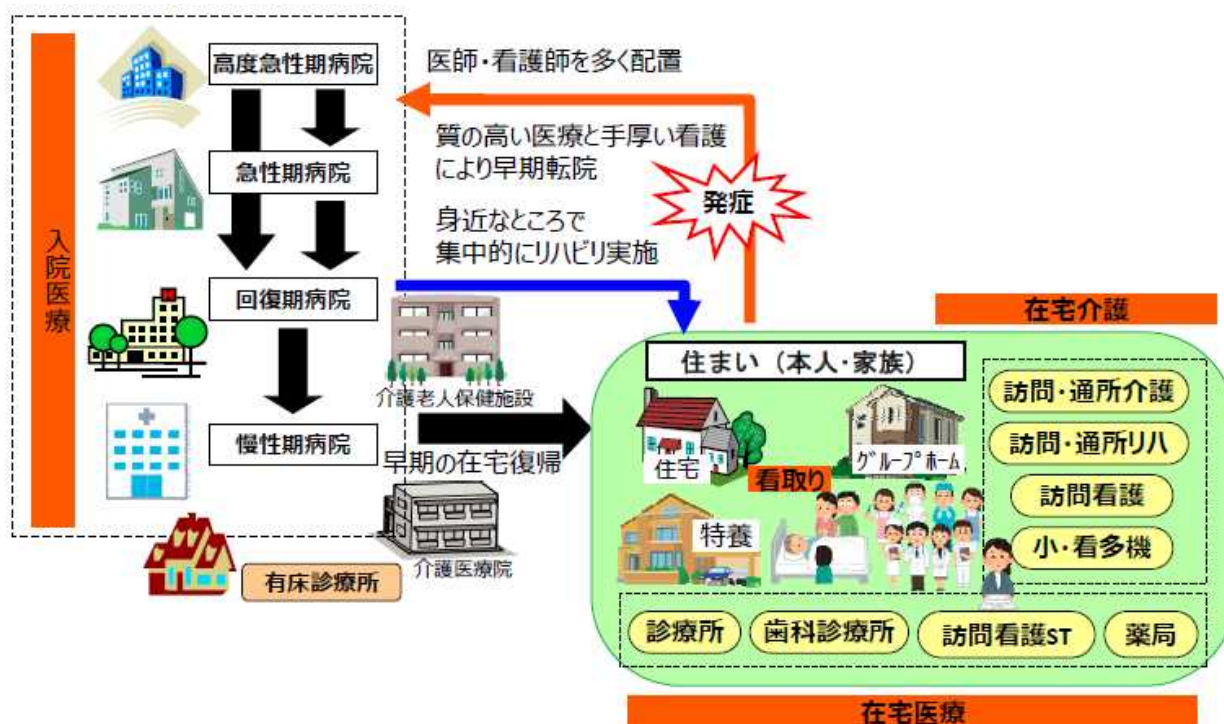 入院医療
高度急性期病院
急性期病院
回復期病院
慢性期病院
有床診療所
医師・看護師を多く配置
質の高い医療と手厚い看護
により早期転院
身近なところで
集中的にリハビリ実施
発症
介護老人保健施設
早期の在宅復帰
介護医療院
在宅介護
住まい（本人・家族）
住宅
グループホーム
看取り
特養
訪問・通所介護
訪問・通所リハ
訪問看護
小・看多機
診療所
歯科診療所
訪問看護ST
薬局
在宅医療